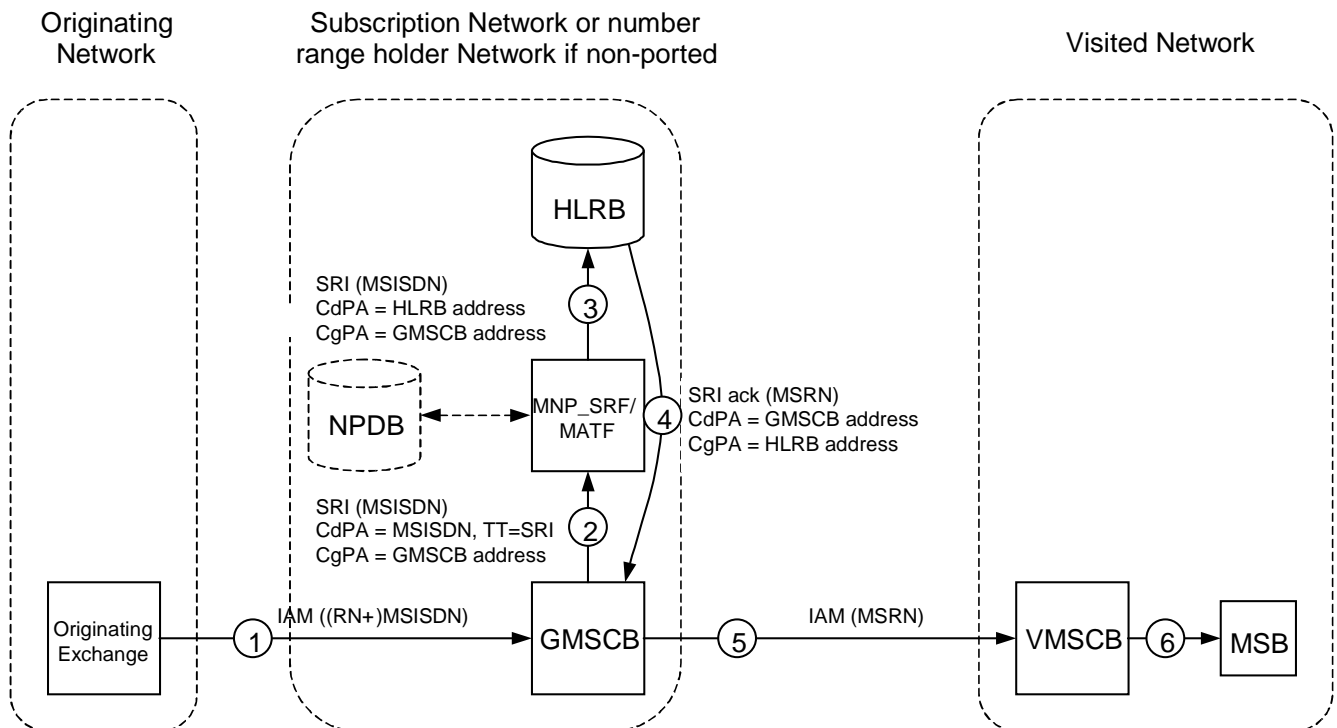 Originating
Network
Subscription Network or number
range holder Network if non-ported
Visited Network
HLRB
SRI (MSISDN)
CdPA = HLRB address
CgPA = GMSCB address
3
NPDB
MNP_SRF/
MATF
4
SRI ack (MSRN)
CdPA = GMSCB address
CgPA = HLRB address
SRI (MSISDN)
CdPA = MSISDN, TT=SRI
CgPA = GMSCB address
2
Originating
Exchange
1
IAM ((RN+)MSISDN)
GMSCB
5
IAM (MSRN)
VMSCB
6
MSB